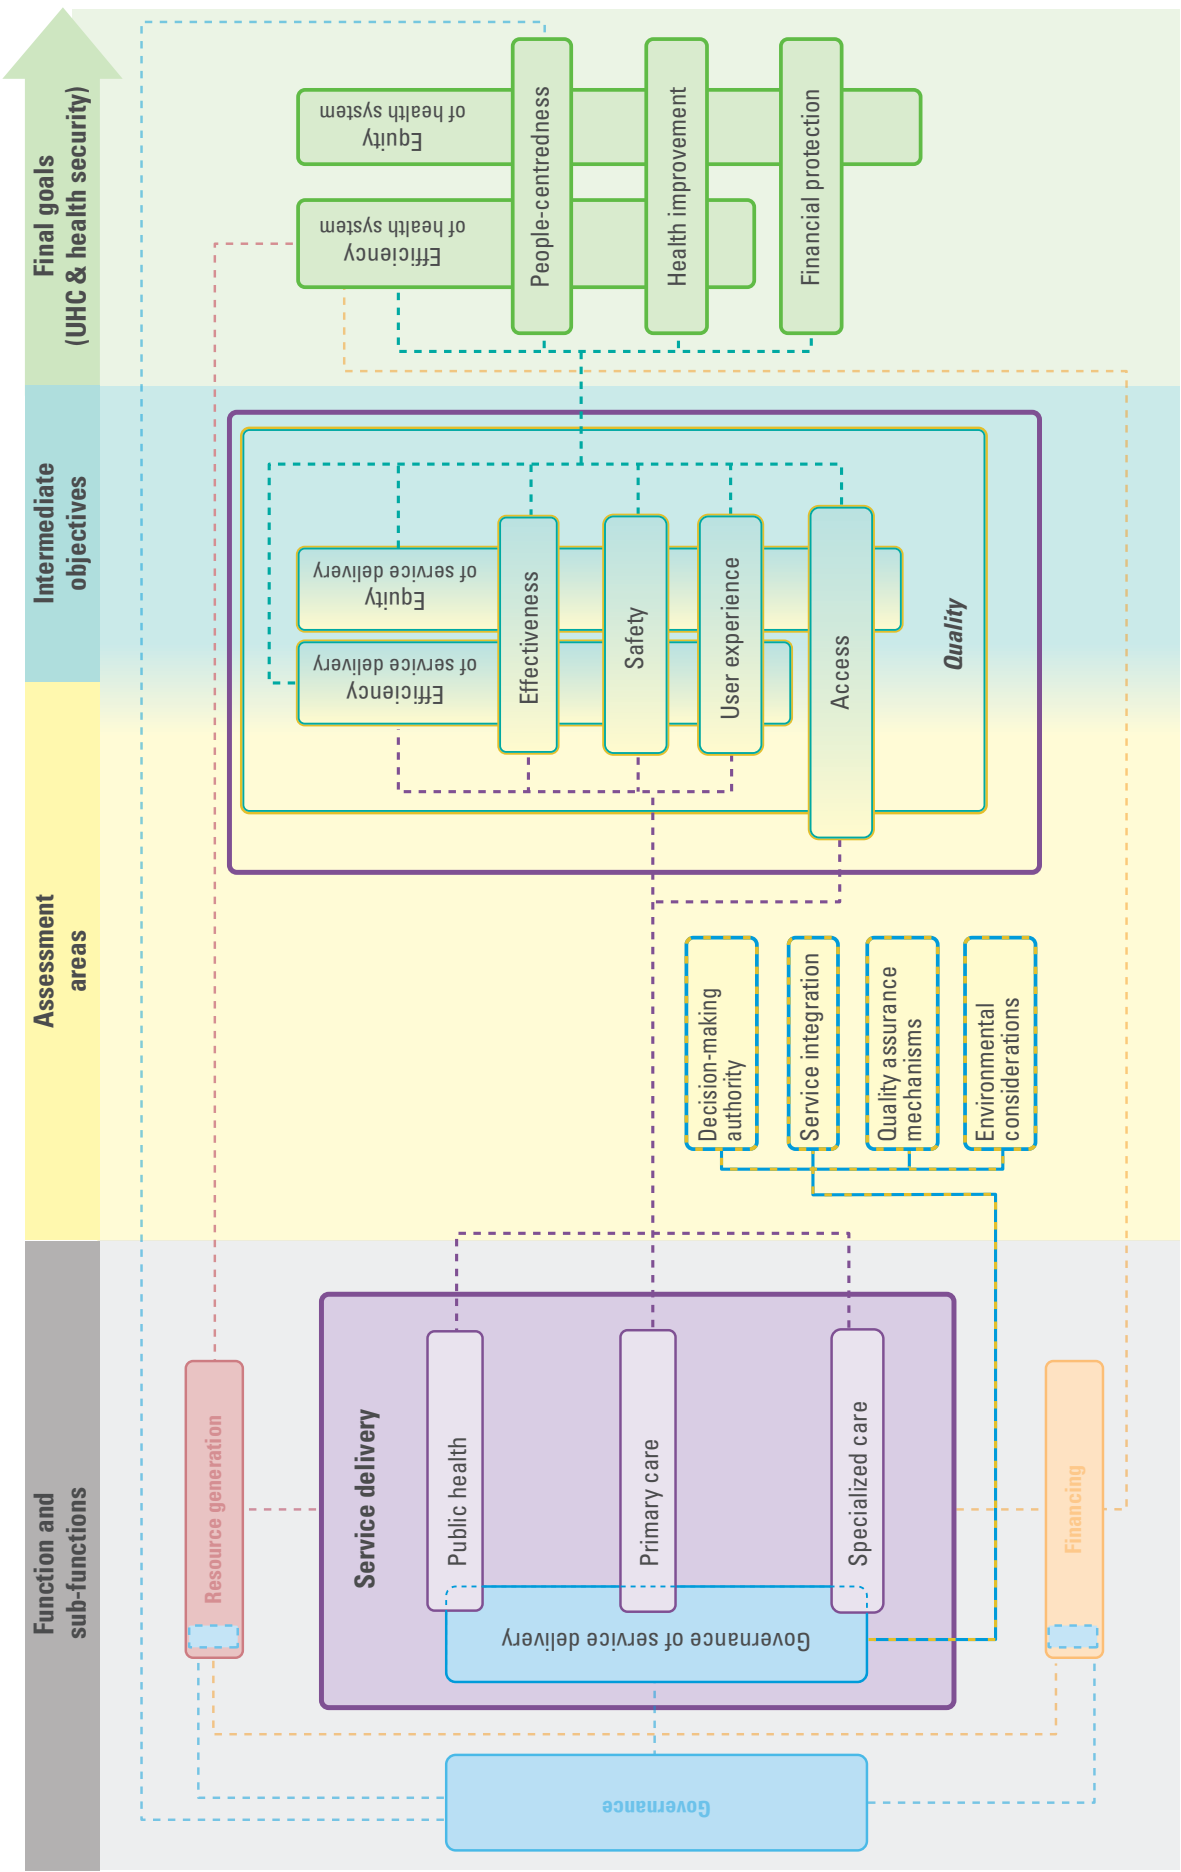 Function and
sub-functions
Assessment
areas
Intermediate
objectives
Final goals
(UHC & health security)
Resource generation
Governance
Service delivery
Governance of service delivery
Public health
Primary care
Specialized care
Financing
Decision-making
authority
Service integration
Quality assurance
mechanisms
Environmental
considerations
Efficiency
of service delivery
Equity
of service delivery
Effectiveness
Safety
User experience
Access
Quality
Efficiency
of health system
Equity
of health system
People-centredness
Health improvement
Financial protection